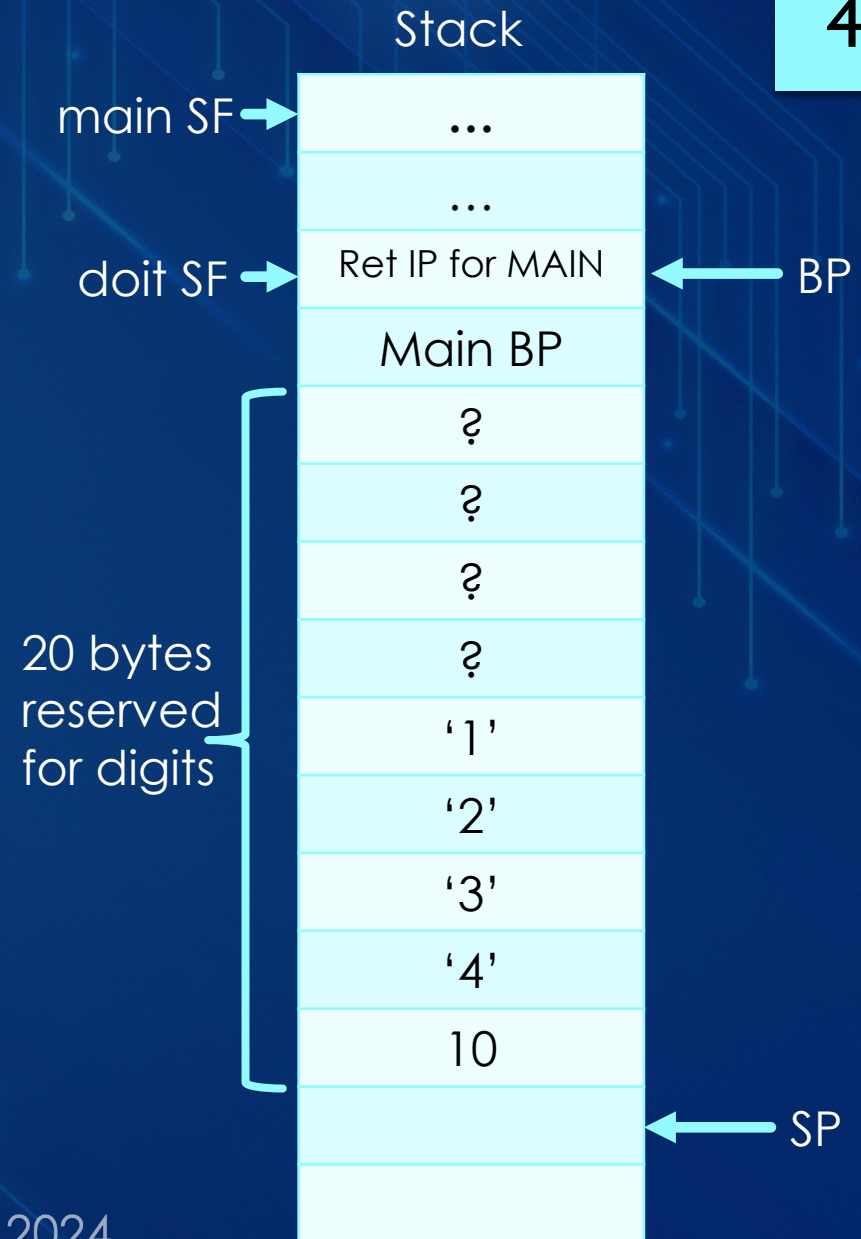 Stack
4
main SF
...
...
doit SF
Ret IP for MAIN
BP
Main BP
?
?
?
?
20 bytes
reserved
for digits
‘1’
‘2’
‘3’
‘4’
10
SP
2024